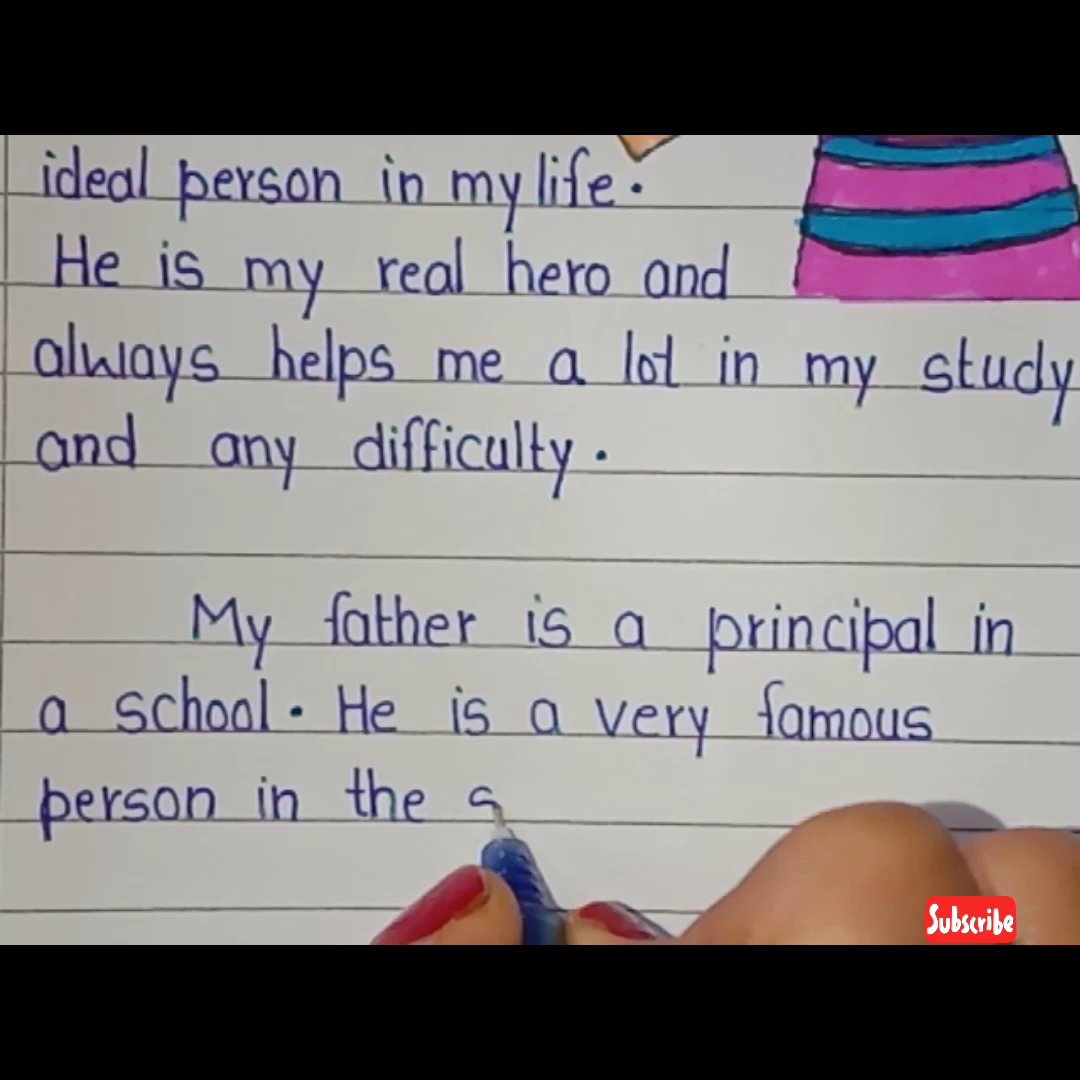 ideal person in my life.
He is my real hero and
always helps me a lot in my study
and any difficulty.
My father is a principal in
a school. He is a very famous
person in the s
Subscribe